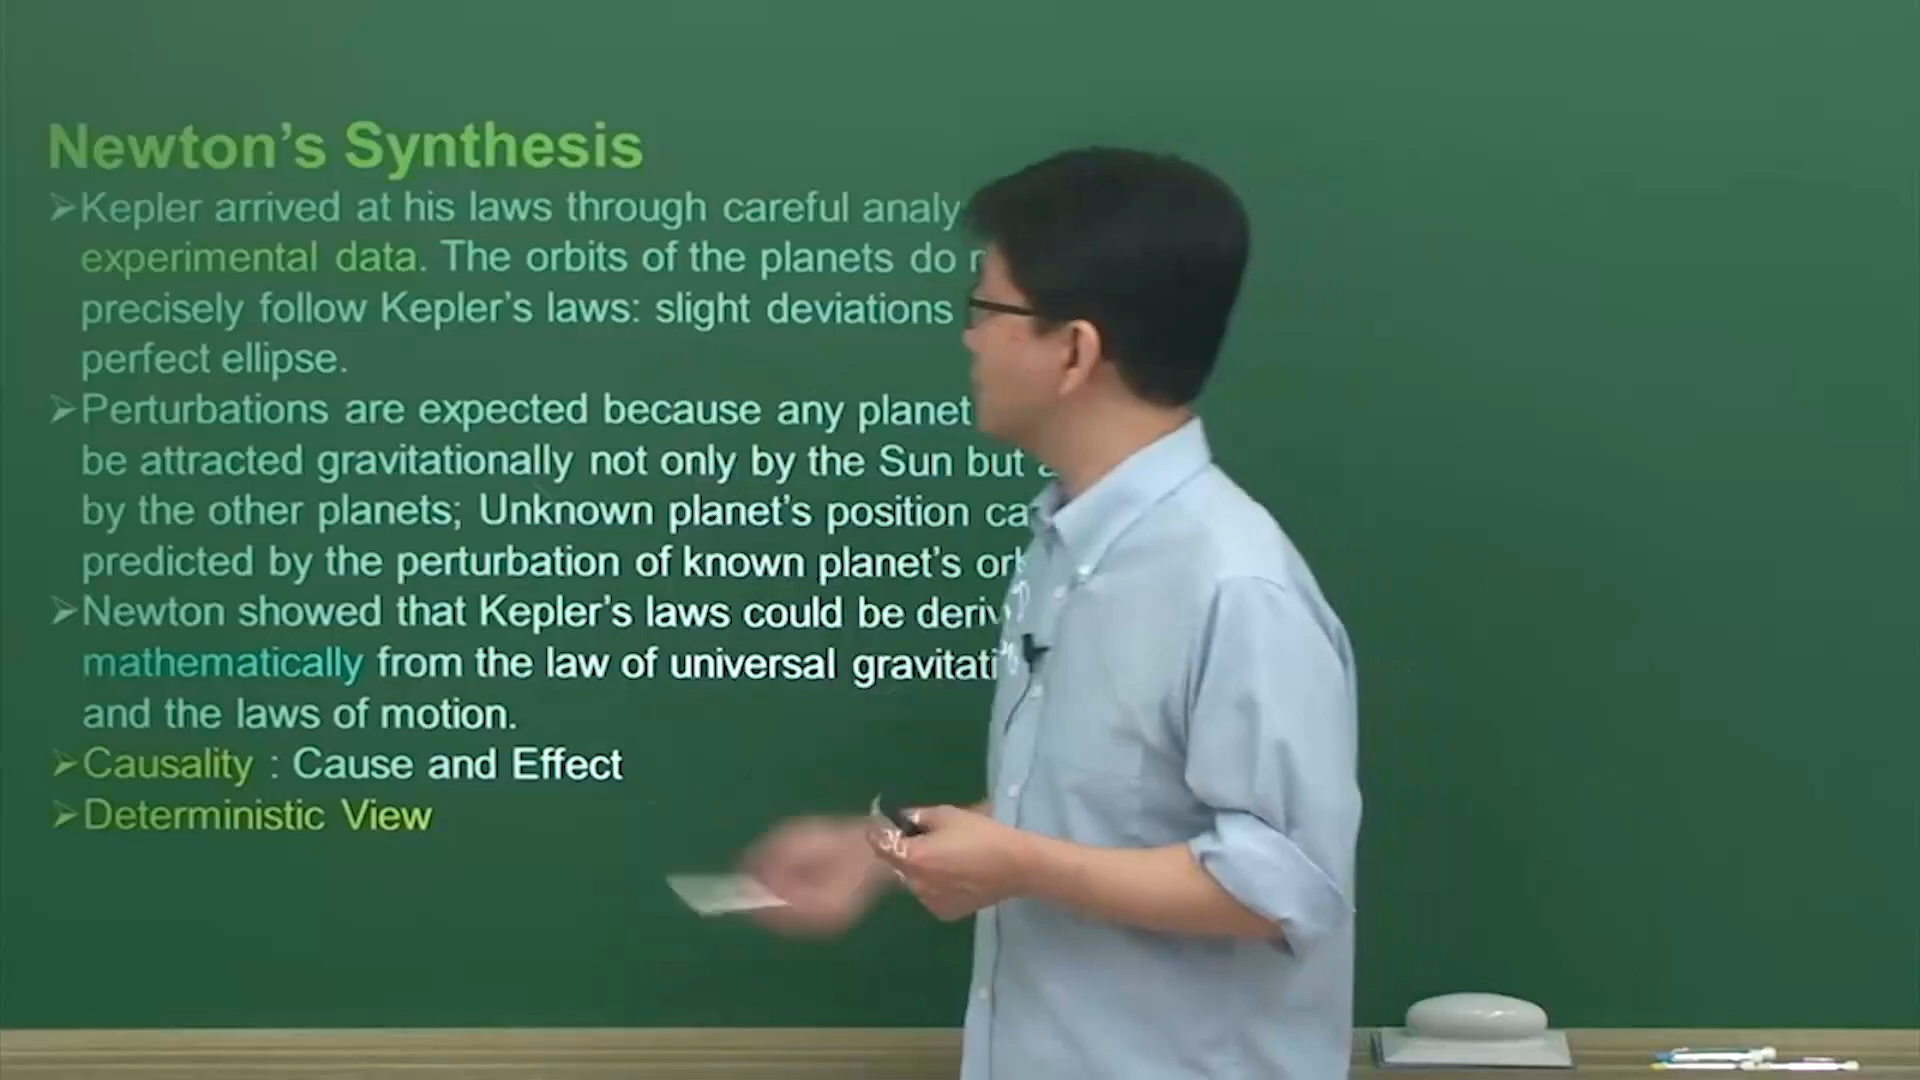 Newton’s Synthesis
➢Kepler arrived at his laws through careful
experimental data. The orbits of the planets do
precisely follow Kepler’s laws: slight deviations
perfect ellipse.
➢Perturbations are expected because any planet
be attracted gravitationally not only by the Sun but
by the other planets; Unknown planet’s position
predicted by the perturbation of known planet’s
➢Newton showed that Kepler’s laws could be
mathematically from the law of universal
and the laws of motion.
➢Causality : Cause and Effect
➢Deterministic View